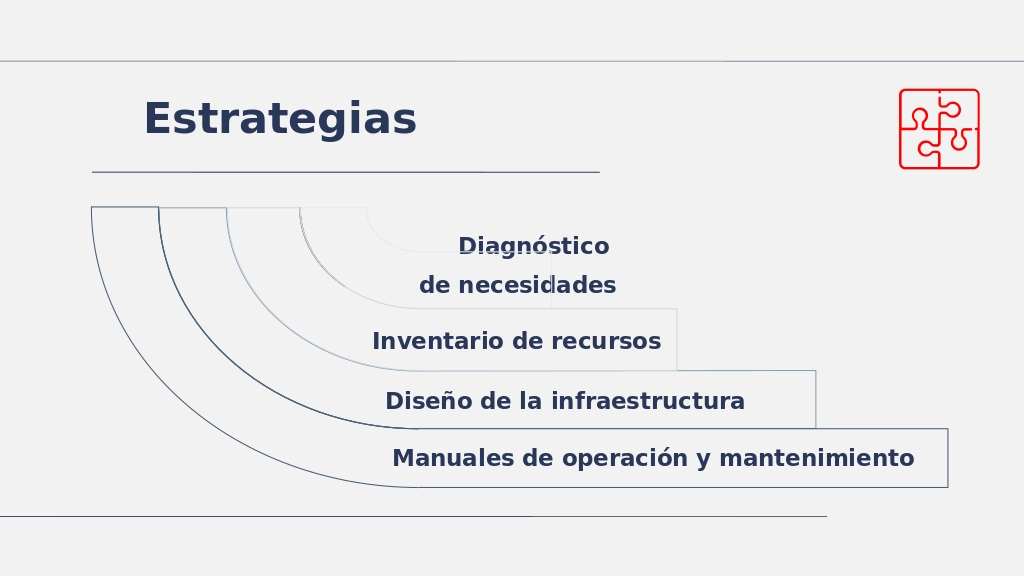 Estrategias
Diagnóstico
de necesidades
Inventario de recursos
Diseño de la infraestructura
Manuales de operación y mantenimiento